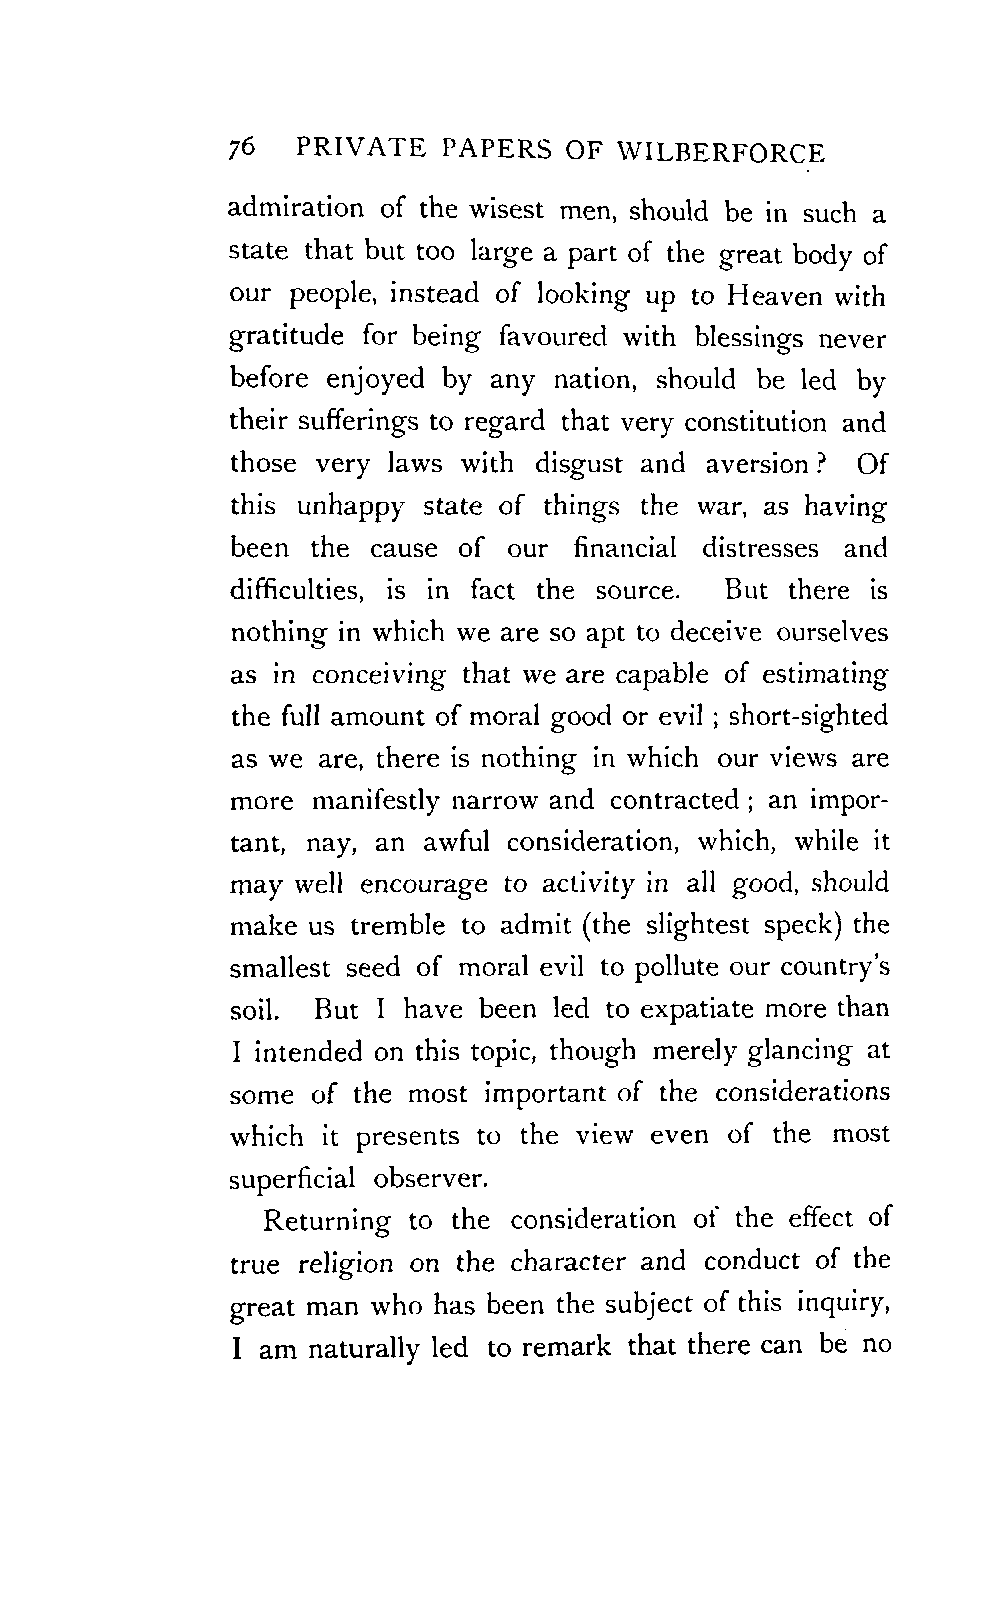 76 PRIVATE PAPERS OF WILBERFORCE
admiration of the wisest men, should be in such a
state that but too large a part of the great body of
our people, instead of looking up to Heaven with
gratitude for being favoured with blessings never
before enjoyed by any nation, should be led by
their sufferings to regard that very constitution and
those very laws with disgust and aversion? Of
this unhappy state of things the war, as having
been the cause of our financial distresses and
difficulties, is in fact the source. But there is
nothing in which we are so apt to deceive ourselves
as in conceiving that we are capable of estimating
the full amount of moral good or evil; short-sighted
as we are, there is nothing in which our views are
more manifestly narrow and contracted; an impor-
tant, nay, an awful consideration, which, while it
may well encourage to activity in all good, should
make us tremble to admit (the slightest speck) the
smallest seed of moral evil to pollute our country's
soil. But I have been led to expatiate more than
I intended on this topic, though merely glancing at
some of the most important of the considerations
which it presents to the view even of the most
superficial observer.
Returning to the consideration of the effect of
true religion on the character and conduct of the
great man who has been the subject of this inquiry,
I am naturally led to remark that there can be no